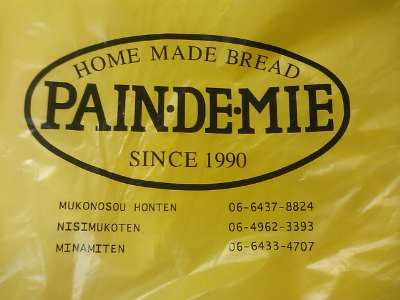 HOME MADE BREAD
PAIN·DE·MIE
SINCE 1990
MUKONOSOU HONTEN 06-6437-8824
NISIMUKOTEN 06-4962-3393
MINAMITEN 06-6433-4707